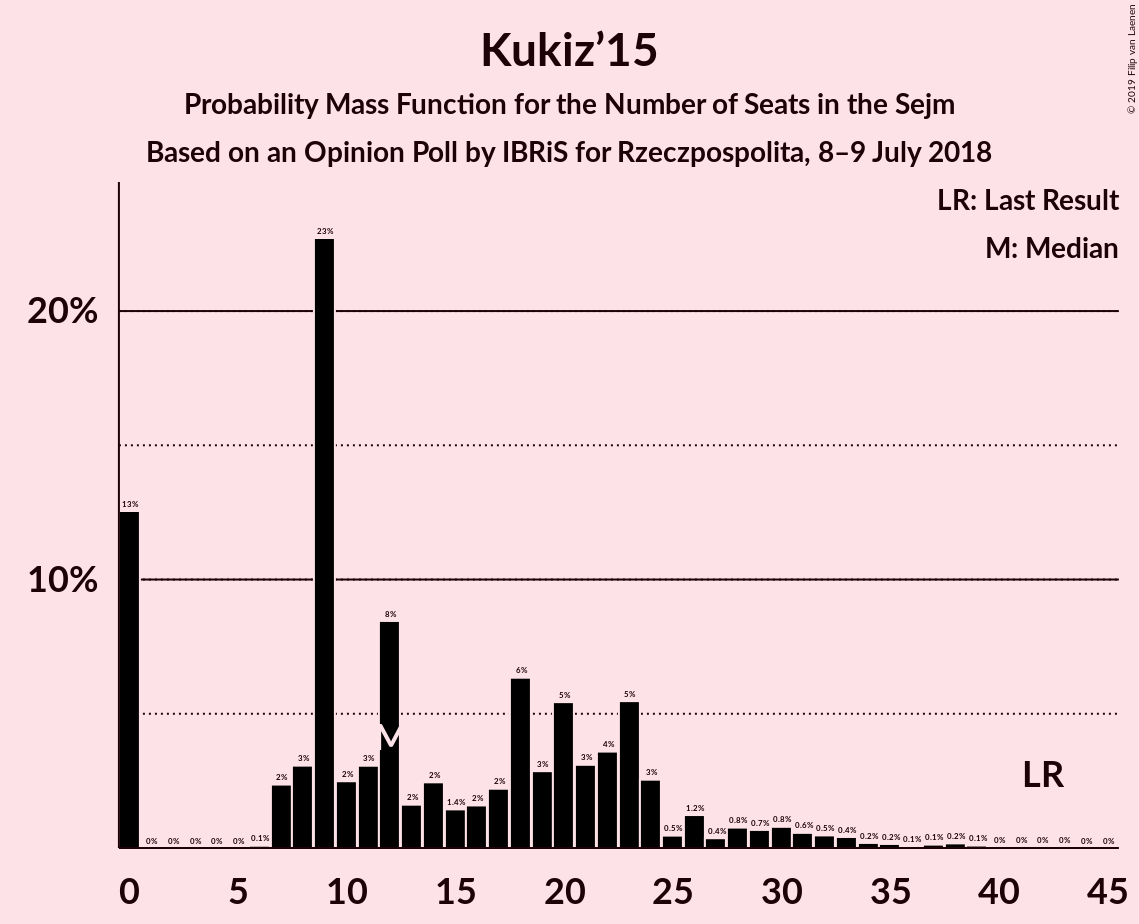 Kukiz’15
Probability Mass Function for the Number of Seats in the Sejm
Based on an Opinion Poll by IBRiS for Rzeczpospolita, 8–9 July 2018
© 2019 Filip van Laenen
LR: Last Result
M: Median
20%
10%
13% 0% 0% 0% 0% 0% 0.1% 2% 3% 23% 2% 3% 8% 2% 2% 1.4% 2% 2% 6% 3% 5% 3% 4% 5% 3% 0.5% 1.2% 0.4% 0.8% 0.7% 0.8% 0.6% 0.5% 0.4% 0.2% 0.2% 0.1% 0.1% 0.2% 0.1% 0% 0% 0% 0% 0% 0%
M
LR
0 5 10 15 20 25 30 35 40 45